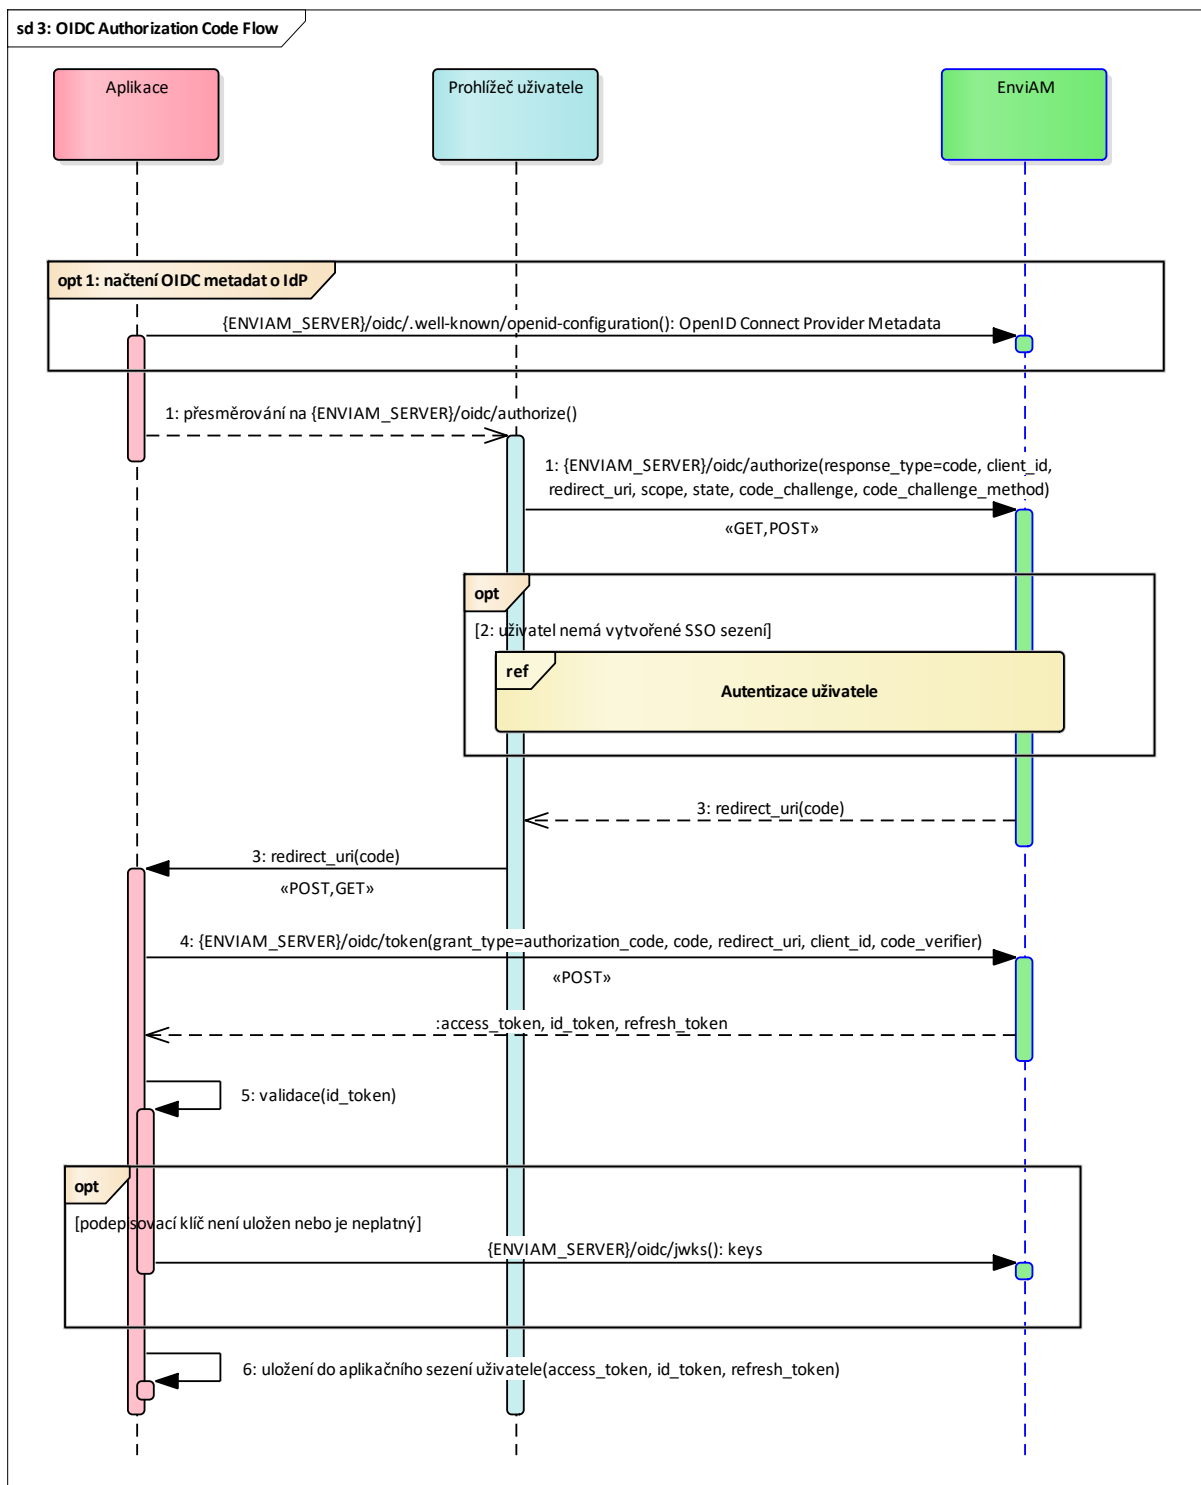 sd 3: OIDC Authorization Code Flow
Aplikace
Prohlížeč uživatele
EnviAM
opt 1: načtení OIDC metadat o IdP
{ENVIAM_SERVER}/oidc/.well-known/openid-configuration(): OpenID Connect Provider Metadata
1: přesměrování na {ENVIAM_SERVER}/oidc/authorize()
1: {ENVIAM_SERVER}/oidc/authorize(response_type=code, client_id,
redirect_uri, scope, state, code_challenge, code_challenge_method)
«GET,POST»
opt
[2: uživatel nemá vytvořené SSO sezení]
ref
Autentizace uživatele
3: redirect_uri(code)
3: redirect_uri(code)
«POST,GET»
4: {ENVIAM_SERVER}/oidc/token(grant_type=authorization_code, code, redirect_uri, client_id, code_verifier)
«POST»
:access_token, id_token, refresh_token
5: validace(id_token)
opt
[podepisovací klíč není uložen nebo je neplatný]
{ENVIAM_SERVER}/oidc/jwks(): keys
6: uložení do aplikačního sezení uživatele(access_token, id_token, refresh_token)